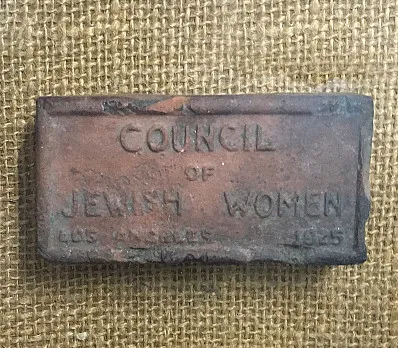 COUNCIL
OF
JEWISH WOMEN
LOS ANGELES 1925